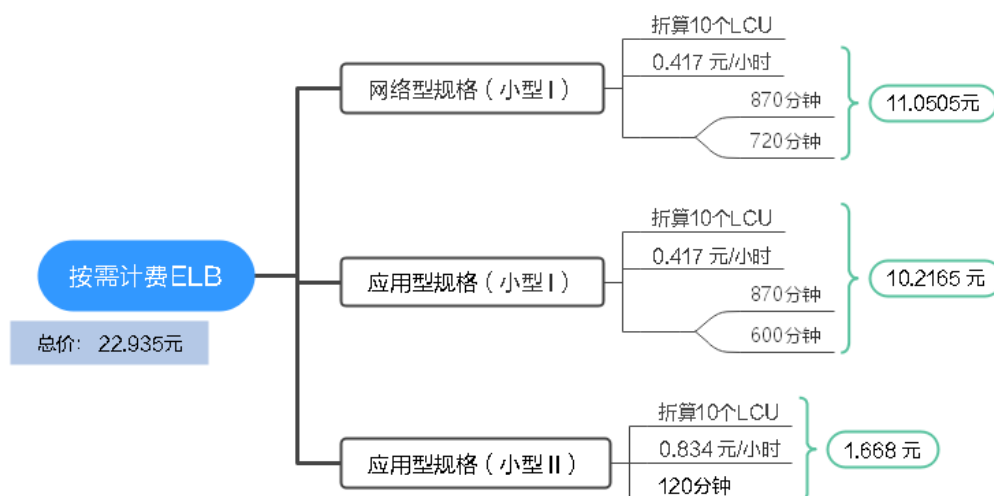 按需计费ELB
总价： 22.935元
网络型规格（小型Ⅰ）
折算10个LCU
0.417 元/小时
870分钟
720分钟
11.0505元
应用型规格（小型Ⅰ）
折算10个LCU
0.417 元/小时
870分钟
600分钟
10.2165 元
应用型规格（小型Ⅱ）
折算10个LCU
0.834 元/小时
120分钟
1.668 元